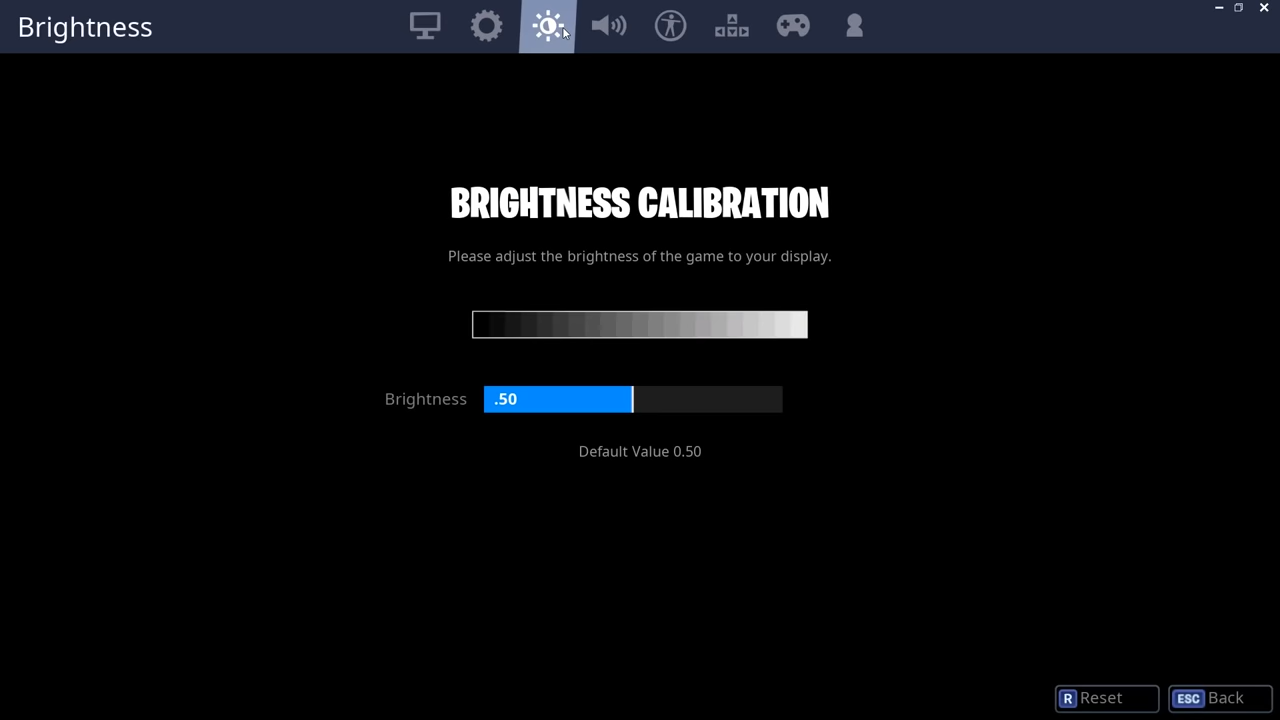 Brightness
BRIGHTNESS CALIBRATION
Please adjust the brightness of the game to your display.
Brightness .50
Default Value 0.50
R Reset ESC Back